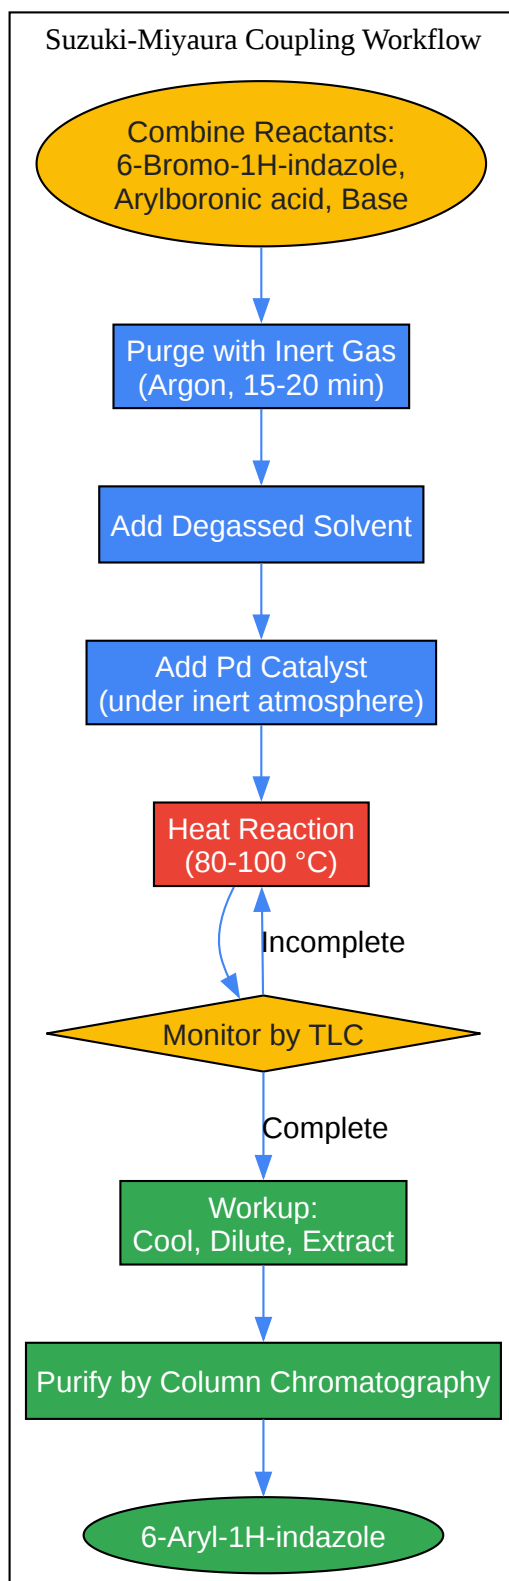 Suzuki-Miyaura Coupling Workflow
Combine Reactants:
6-Bromo-1H-indazole,
Arylboronic acid, Base
Purge with Inert Gas
(Argon, 15-20 min)
Add Degassed Solvent
Add Pd Catalyst
(under inert atmosphere)
Heat Reaction
(80-100 °C)
Incomplete
Monitor by TLC
Complete
Workup:
Cool, Dilute, Extract
Purify by Column Chromatography
6-Aryl-1H-indazole